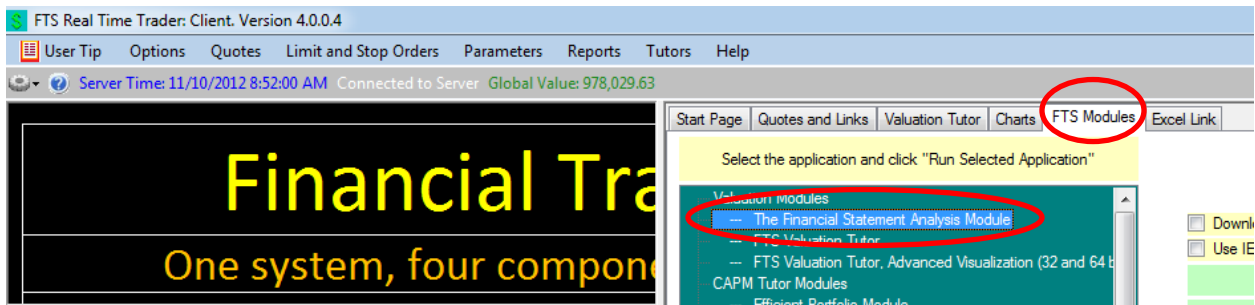 FTS Real Time Trader: Client. Version 4.0.0.4
User Tip Options Quotes Limit and Stop Orders Parameters Reports Tutors Help
Server Time: 11/10/2012 8:52:00 AM Connected to Server Global Value: 978,029.63
Start Page Quotes and Links Valuation Tutor Charts FTS Modules Excel Link
Select the application and click "Run Selected Application"
Financial Tra
One system, four compone
Valuation Modules
--- The Financial Statement Analysis Module
--- FTS Valuation Tutor
--- FTS Valuation Tutor, Advanced Visualization (32 and 64 b
CAPM Tutor Modules
--- Efficient Portfolio Module
Downl
Use IE